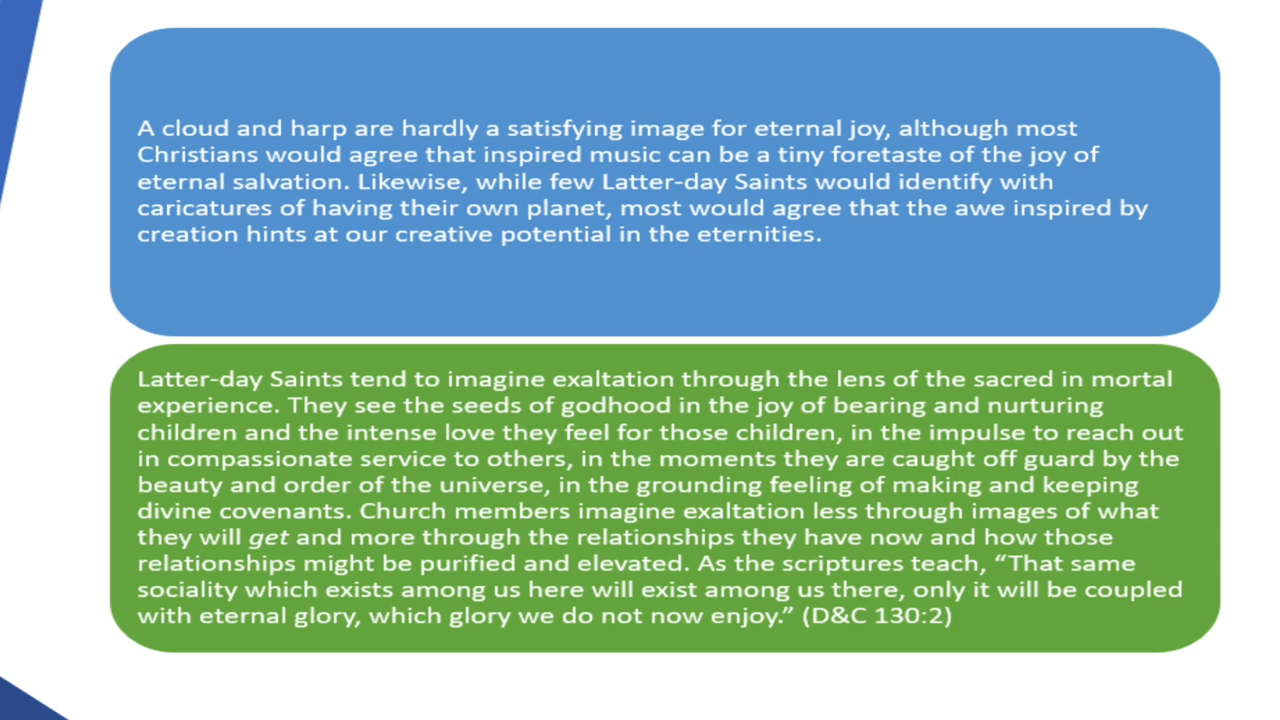 A cloud and harp are hardly a satisfying image for eternal joy, although most
Christians would agree that inspired music can be a tiny foretaste of the joy of
eternal salvation. Likewise, while few Latter-day Saints would identify with
caricatures of having their own planet, most would agree that the awe inspired by
creation hints at our creative potential in the eternities.
Latter-day Saints tend to imagine exaltation through the lens of the sacred in mortal
experience. They see the seeds of godhood in the joy of bearing and nurturing
children and the intense love they feel for those children, in the impulse to reach out
in compassionate service to others, in the moments they are caught off guard by the
beauty and order of the universe, in the grounding feeling of making and keeping
divine covenants. Church members imagine exaltation less through images of what
they will get and more through the relationships they have now and how those
relationships might be purified and elevated. As the scriptures teach, “That same
sociality which exists among us here will exist among us there, only it will be coupled
with eternal glory, which glory we do not now enjoy.” (D&C 130:2)